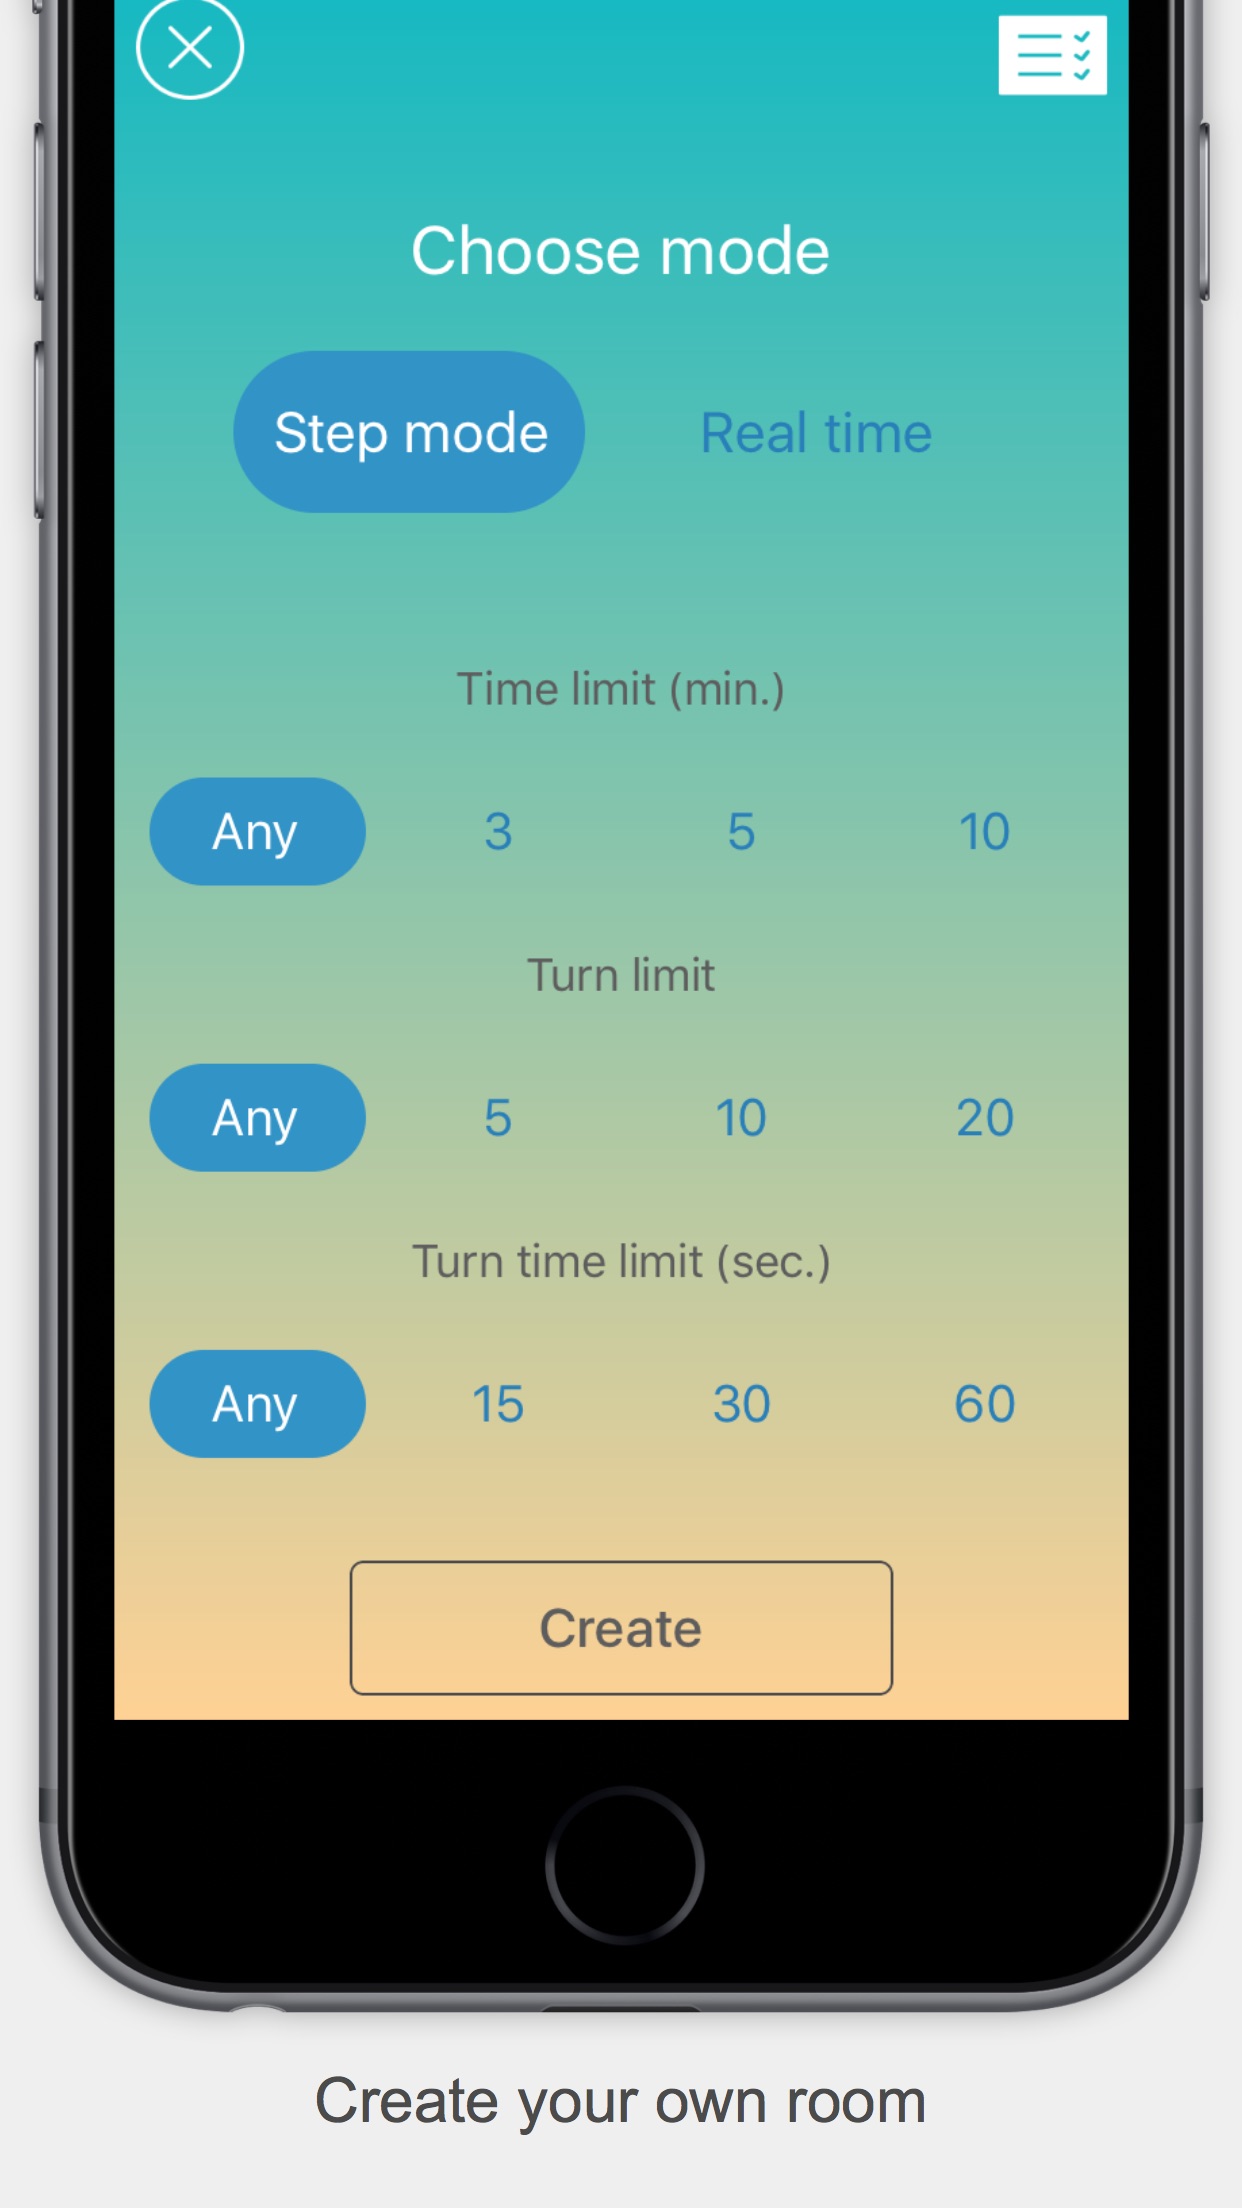 Choose mode
Step mode Real time
Time limit (min.)
Any 3 5 10
Turn limit
Any 5 10 20
Turn time limit (sec.)
Any 15 30 60
Create
Create your own room